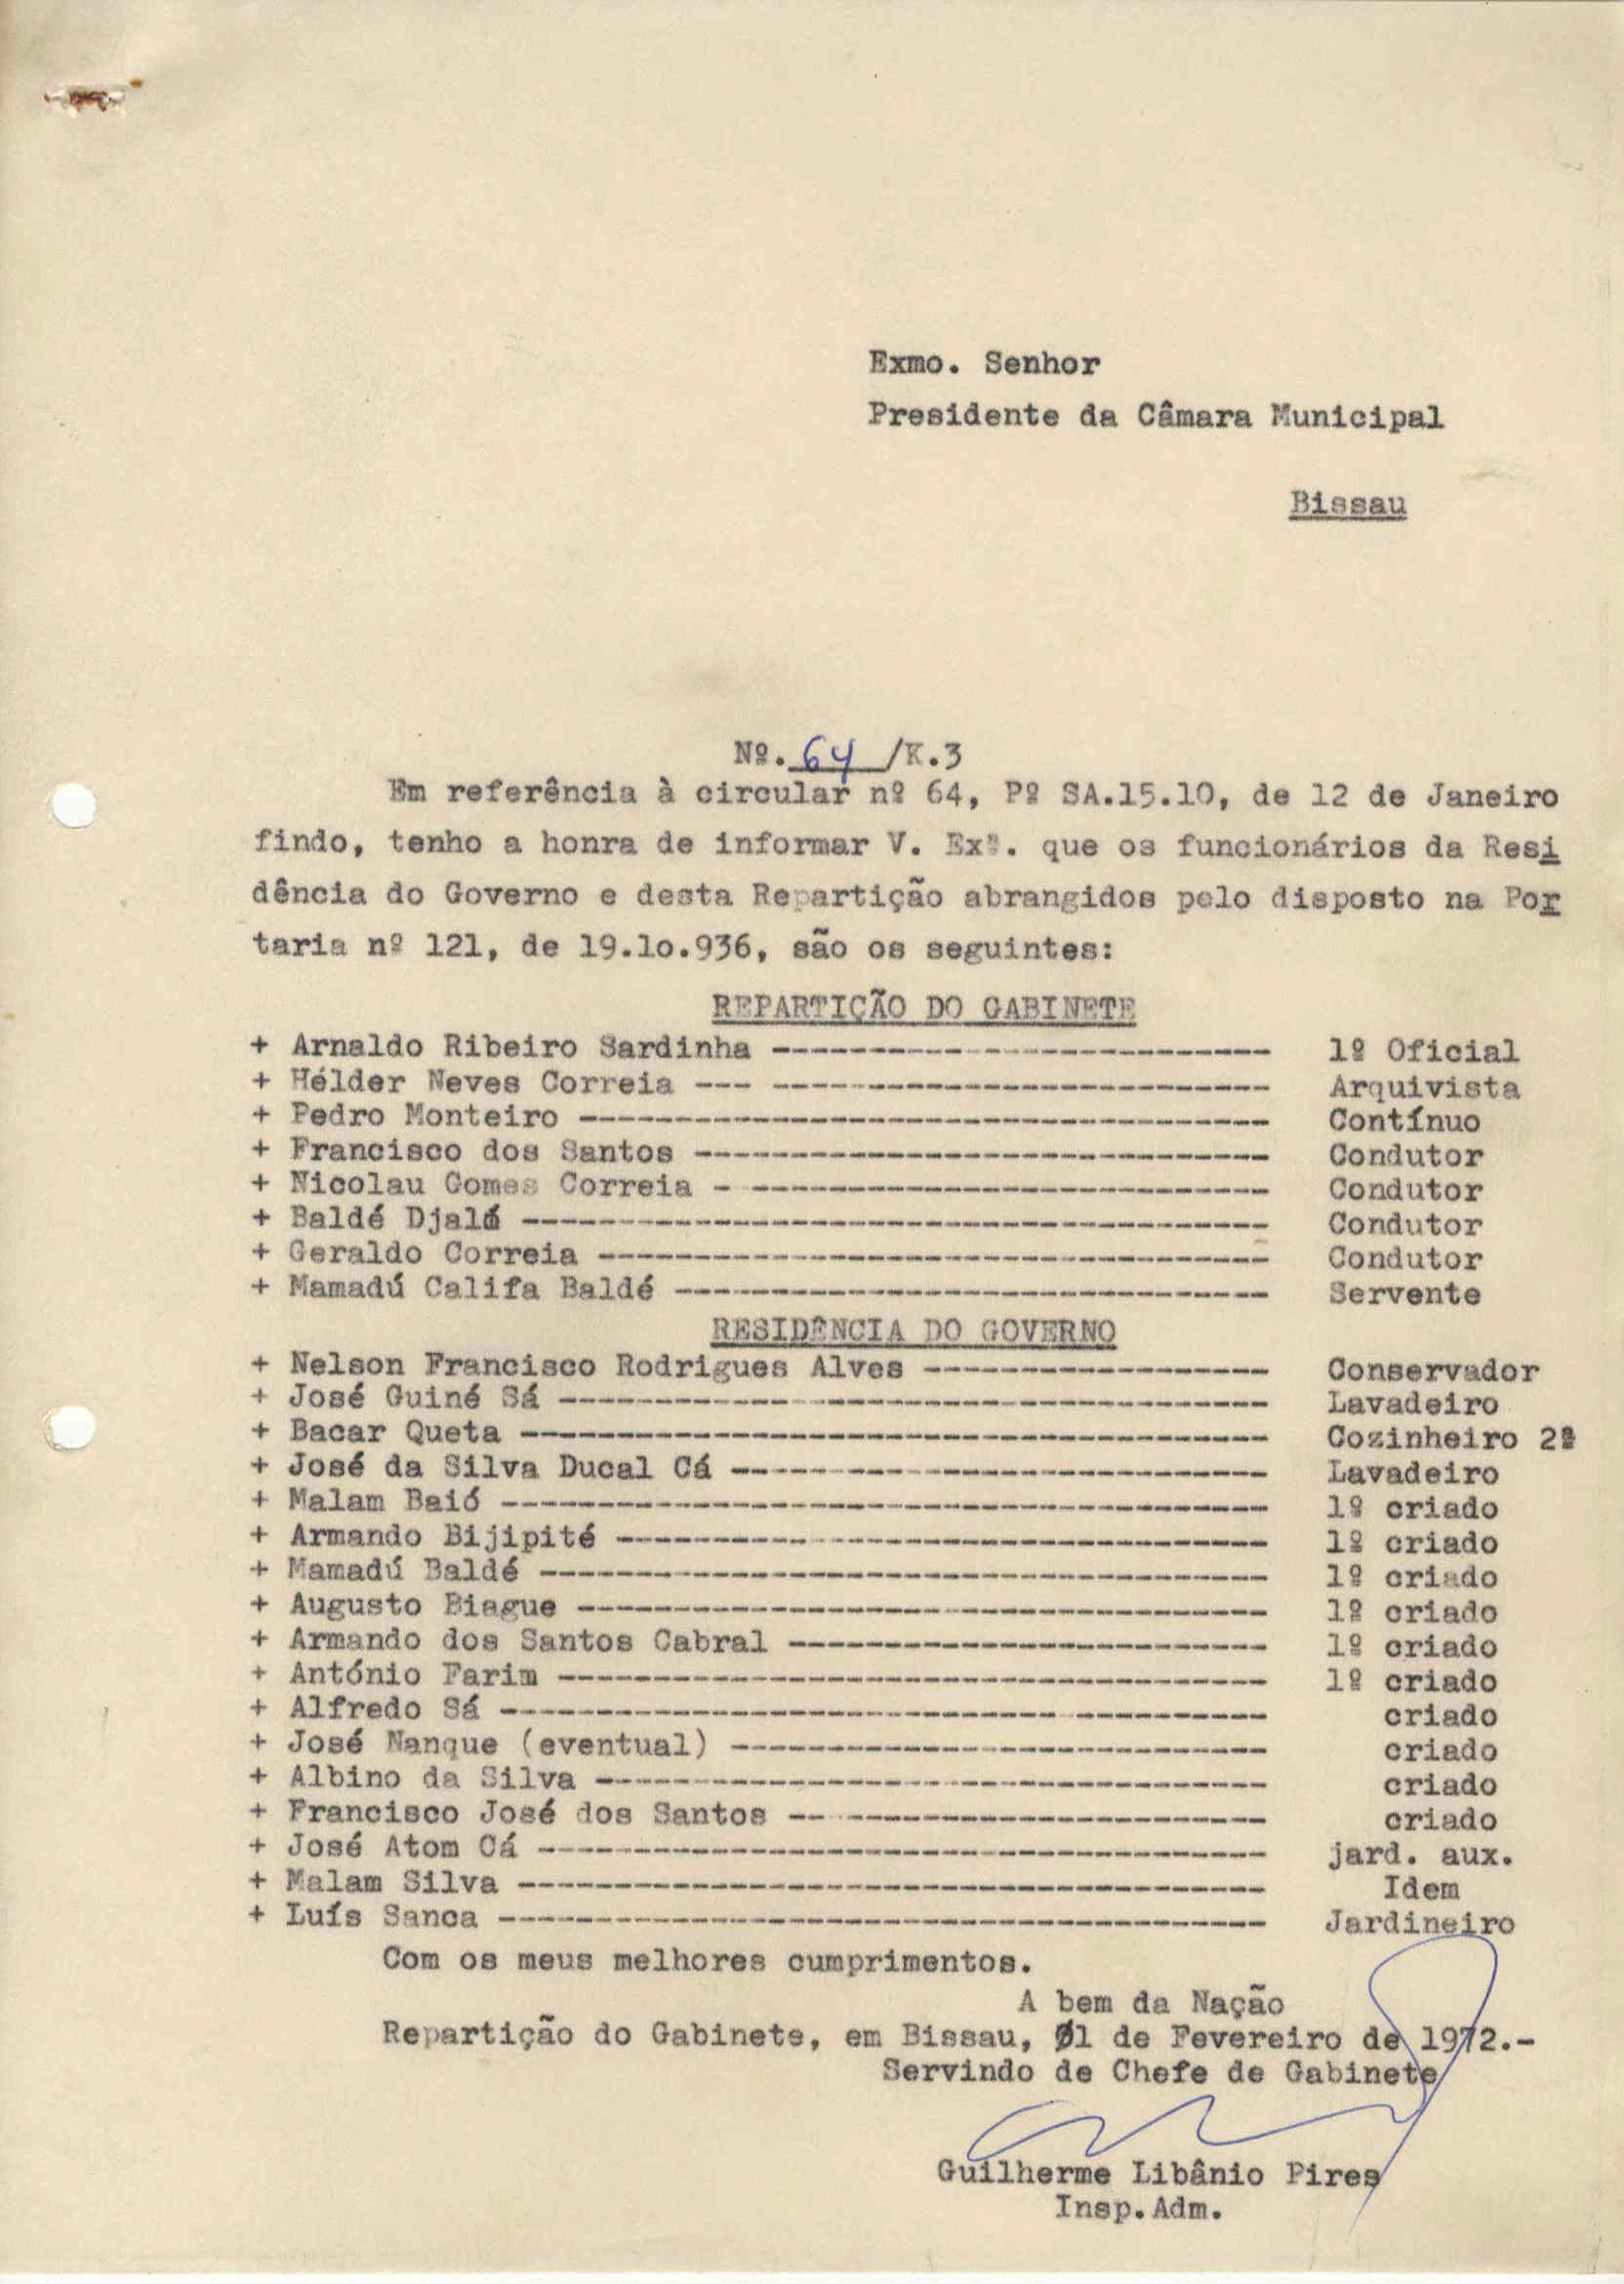 Exmo. Senhor
Presidente da Câmara Municipal
Bissau
Nº. 64 /K.3
Em referência à circular nº 64, Pº SA.15.10, de 12 de Janeiro
findo, tenho a honra de informar V. Exª. que os funcionários da Resi
dência do Governo e desta Repartição abrangidos pelo disposto na Por
taria nº 121, de 19.1o.936, são os seguintes:
REPARTIÇÃO DO GABINETE
+ Arnaldo Ribeiro Sardinha -------------------------- 1º Oficial
+ Hélder Neves Correia --- -------------------------- Arquivista
+ Pedro Monteiro ------------------------------------ Contínuo
+ Francisco dos Santos ------------------------------ Condutor
+ Nicolau Gomes Correia - --------------------------- Condutor
+ Baldé Djaló --------------------------------------- Condutor
+ Geraldo Correia ----------------------------------- Condutor
+ Mamadú Califa Baldé ------------------------------- Servente
RESIDÊNCIA DO GOVERNO
+ Nelson Francisco Rodrigues Alves ------------------ Conservador
+ José Guiné Sá ------------------------------------- Lavadeiro
+ Bacar Queta --------------------------------------- Cozinheiro 2ª
+ José da Silva Ducal Cá ---------------------------- Lavadeiro
+ Malam Baió ---------------------------------------- 1º criado
+ Armando Bijipité ---------------------------------- 1º criado
+ Mamadú Baldé -------------------------------------- 1º criado
+ Augusto Biague ------------------------------------ 1º criado
+ Armando dos Santos Cabral ------------------------- 1º criado
+ António Farim ------------------------------------- 1º criado
+ Alfredo Sá ---------------------------------------- criado
+ José Nanque (eventual) ---------------------------- criado
+ Albino da Silva ----------------------------------- criado
+ Francisco José dos Santos ------------------------- criado
+ José Atom Cá -------------------------------------- jard. aux.
+ Malam Silva --------------------------------------- Idem
+ Luís Sanca ---------------------------------------- Jardineiro
Com os meus melhores cumprimentos.
A bem da Nação
Repartição do Gabinete, em Bissau, 01 de Fevereiro de 1972.-
Servindo de Chefe de Gabinete
Guilherme Libânio Pires
Insp.Adm.